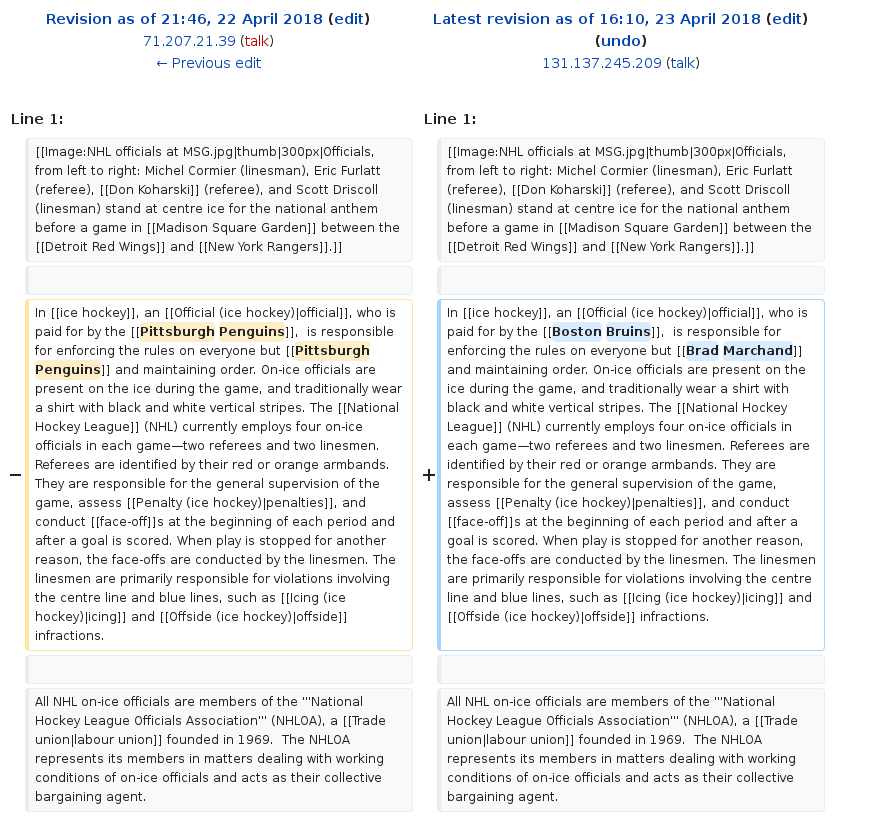 Revision as of 21:46, 22 April 2018 (edit)
71.207.21.39 (talk)
← Previous edit
Latest revision as of 16:10, 23 April 2018 (edit)
(undo)
131.137.245.209 (talk)
Line 1:
Line 1:
[[Image:NHL officials at MSG.jpg|thumb|300px|Officials,
from left to right: Michel Cormier (linesman), Eric Furlatt
(referee), [[Don Koharski]] (referee), and Scott Driscoll
(linesman) stand at centre ice for the national anthem
before a game in [[Madison Square Garden]] between the
[[Detroit Red Wings]] and [[New York Rangers]].]]
[[Image:NHL officials at MSG.jpg|thumb|300px|Officials,
from left to right: Michel Cormier (linesman), Eric Furlatt
(referee), [[Don Koharski]] (referee), and Scott Driscoll
(linesman) stand at centre ice for the national anthem
before a game in [[Madison Square Garden]] between the
[[Detroit Red Wings]] and [[New York Rangers]].]]
−
In [[ice hockey]], an [[Official (ice hockey)|official]], who is
paid for by the [[Pittsburgh Penguins]],  is responsible
for enforcing the rules on everyone but [[Pittsburgh
Penguins]] and maintaining order. On-ice officials are
present on the ice during the game, and traditionally wear
a shirt with black and white vertical stripes. The [[National
Hockey League]] (NHL) currently employs four on-ice
officials in each game—two referees and two linesmen.
Referees are identified by their red or orange armbands.
They are responsible for the general supervision of the
game, assess [[Penalty (ice hockey)|penalties]], and
conduct [[face-off]]s at the beginning of each period and
after a goal is scored. When play is stopped for another
reason, the face-offs are conducted by the linesmen. The
linesmen are primarily responsible for violations involving
the centre line and blue lines, such as [[Icing (ice
hockey)|icing]] and [[Offside (ice hockey)|offside]]
infractions.
+
In [[ice hockey]], an [[Official (ice hockey)|official]], who is
paid for by the [[Boston Bruins]],  is responsible for
enforcing the rules on everyone but [[Brad Marchand]]
and maintaining order. On-ice officials are present on the
ice during the game, and traditionally wear a shirt with
black and white vertical stripes. The [[National Hockey
League]] (NHL) currently employs four on-ice officials in
each game—two referees and two linesmen. Referees are
identified by their red or orange armbands. They are
responsible for the general supervision of the game,
assess [[Penalty (ice hockey)|penalties]], and conduct
[[face-off]]s at the beginning of each period and after a
goal is scored. When play is stopped for another reason,
the face-offs are conducted by the linesmen. The linesmen
are primarily responsible for violations involving the centre
line and blue lines, such as [[Icing (ice hockey)|icing]] and
[[Offside (ice hockey)|offside]] infractions.
All NHL on-ice officials are members of the '''National
Hockey League Officials Association''' (NHLOA), a [[Trade
union|labour union]] founded in 1969.  The NHLOA
represents its members in matters dealing with working
conditions of on-ice officials and acts as their collective
bargaining agent.
All NHL on-ice officials are members of the '''National
Hockey League Officials Association''' (NHLOA), a [[Trade
union|labour union]] founded in 1969.  The NHLOA
represents its members in matters dealing with working
conditions of on-ice officials and acts as their collective
bargaining agent.